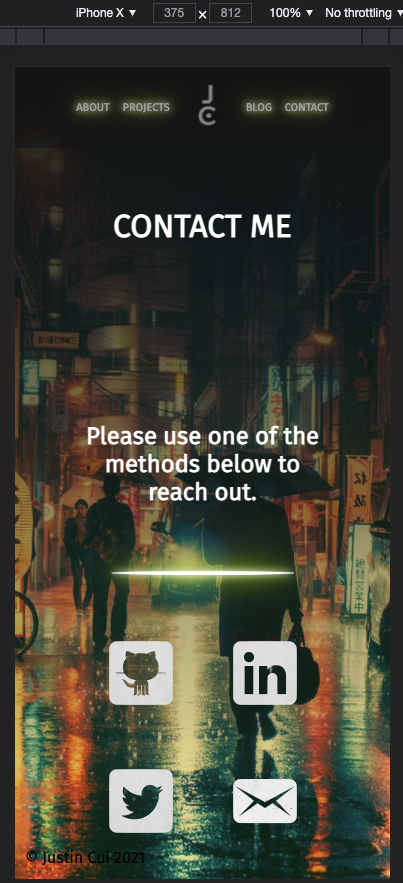 iPhone X ▼ 375 × 812 100% ▼ No throttling ▼
ABOUT PROJECTS JC BLOG CONTACT
CONTACT ME
Please use one of the
methods below to
reach out.
in
© Justin Cui 2021